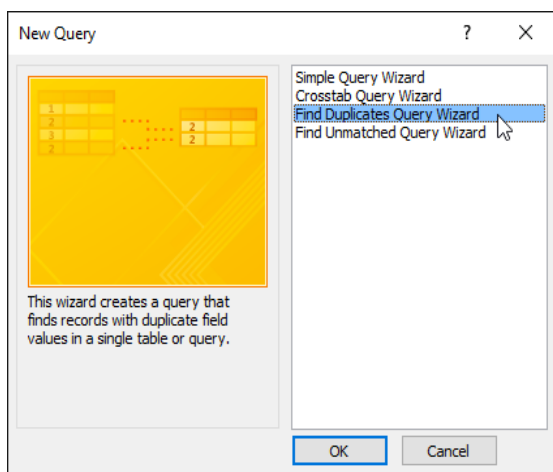 New Query
?
1
2
3
2
2
2
Simple Query Wizard
Crosstab Query Wizard
Find Duplicates Query Wizard
Find Unmatched Query Wizard
This wizard creates a query that
finds records with duplicate field
values in a single table or query.
OK
Cancel